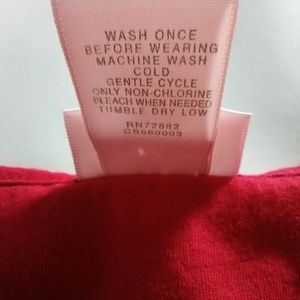 WASH ONCE
BEFORE WEARING
MACHINE WASH
COLD
GENTLE CYCLE
ONLY NON-CHLORINE
BLEACH WHEN NEEDED
TUMBLE DRY LOW
RN72882
CS560003